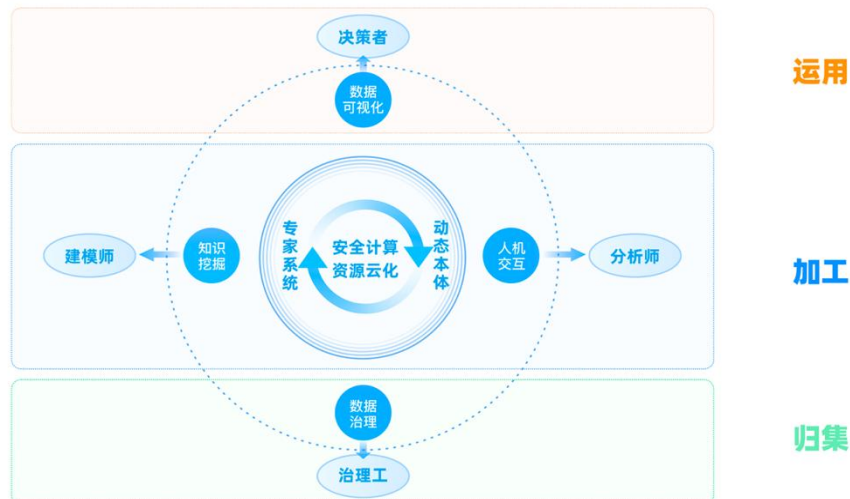 决策者
数据
可视化
运用
专家系统
动态本体
安全计算
资源云化
建模师
知识
挖掘
人机
交互
分析师
加工
数据
治理
治理工
归集